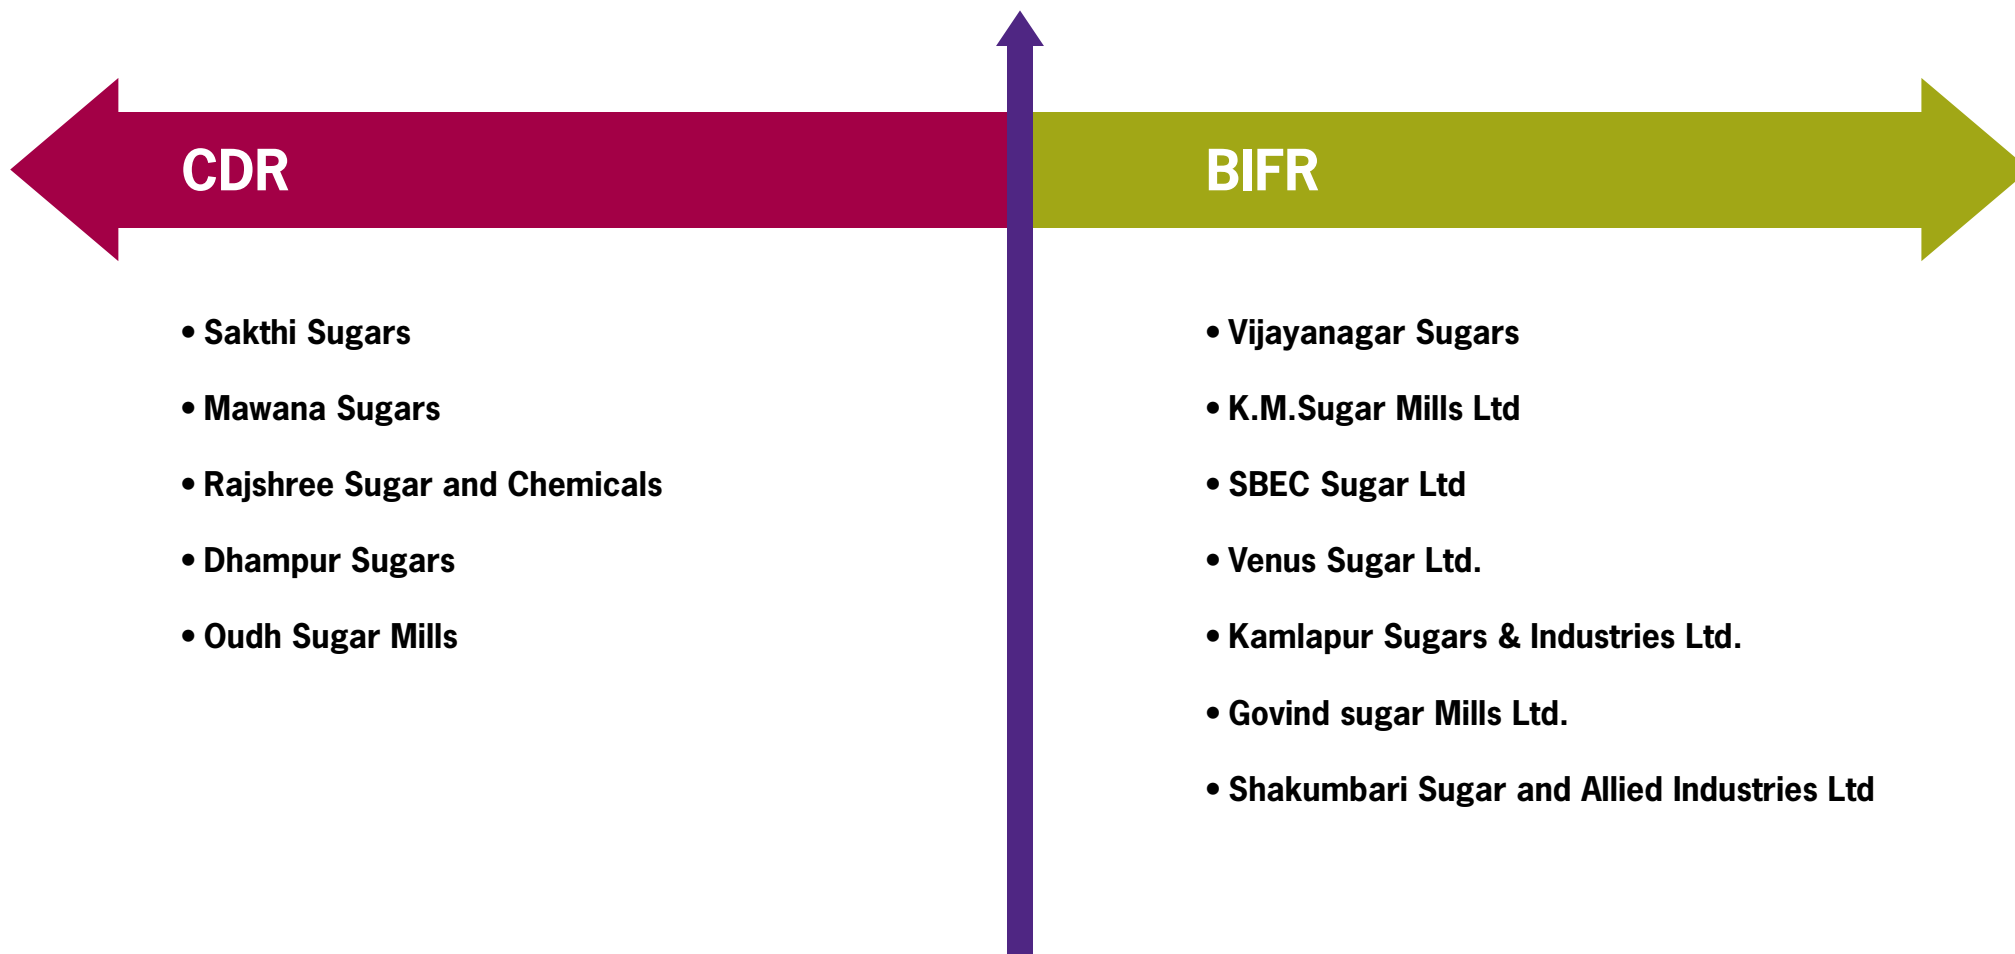 CDR
• Sakthi Sugars
• Mawana Sugars
• Rajshree Sugar and Chemicals
• Dhampur Sugars
• Oudh Sugar Mills
BIFR
• Vijayanagar Sugars
• K.M.Sugar Mills Ltd
• SBEC Sugar Ltd
• Venus Sugar Ltd.
• Kamlapur Sugars & Industries Ltd.
• Govind sugar Mills Ltd.
• Shakumbari Sugar and Allied Industries Ltd